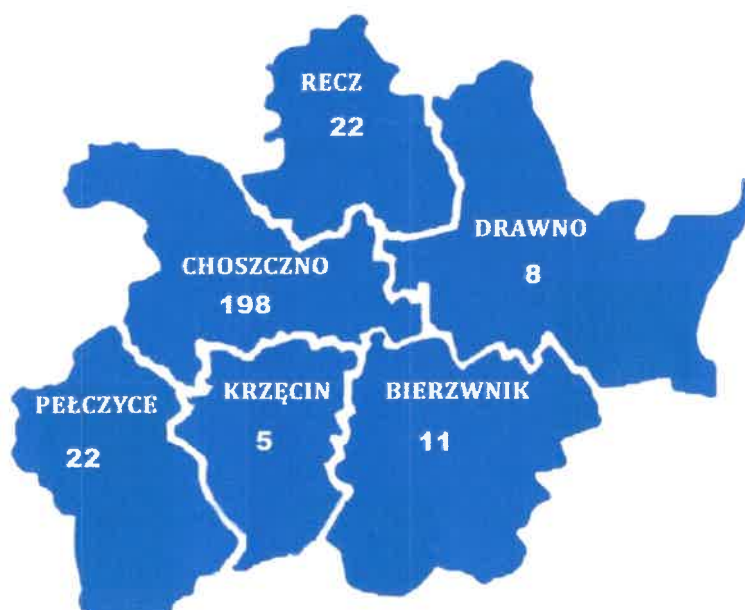 RECZ
22
DRAWNO
8
CHOSZCZNO
198
PEŁCZYCE
22
KRZĘCIN
5
BIERZWNIK
11